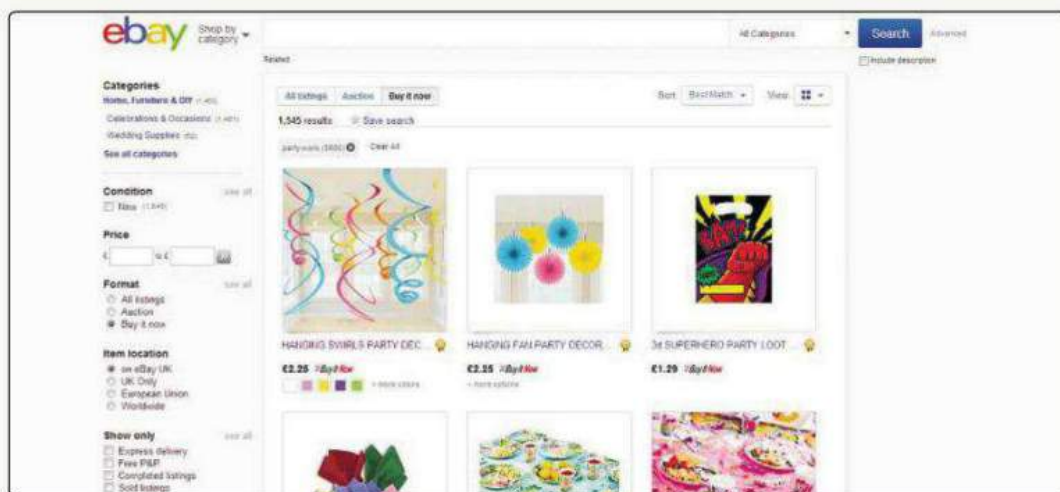 ebay
Shop by category
All Categories
Search
Advanced
Related
Include description
Categories
Home, Furniture & DIY
Celebrations & Occasions
Wedding Supplies
See all categories
Condition
see all
New
Price
£ to £
Format
see all
All listings
Auction
Buy it now
Item location
on eBay UK
UK Only
European Union
Worldwide
Show only
see all
Express delivery
Free P&P
Completed listings
Sold listings
All listings Auction Buy it now
Sort: Best Match View:
1,545 results Save search
Clear All
HANGING SWIRLS PARTY DEC...
£2.25 Buy It Now
+ more colors
HANGING FAN PARTY DECOR...
£2.25 Buy It Now
+ more options
BAM!
SUPERHERO PARTY LOOT ...
£1.29 Buy It Now